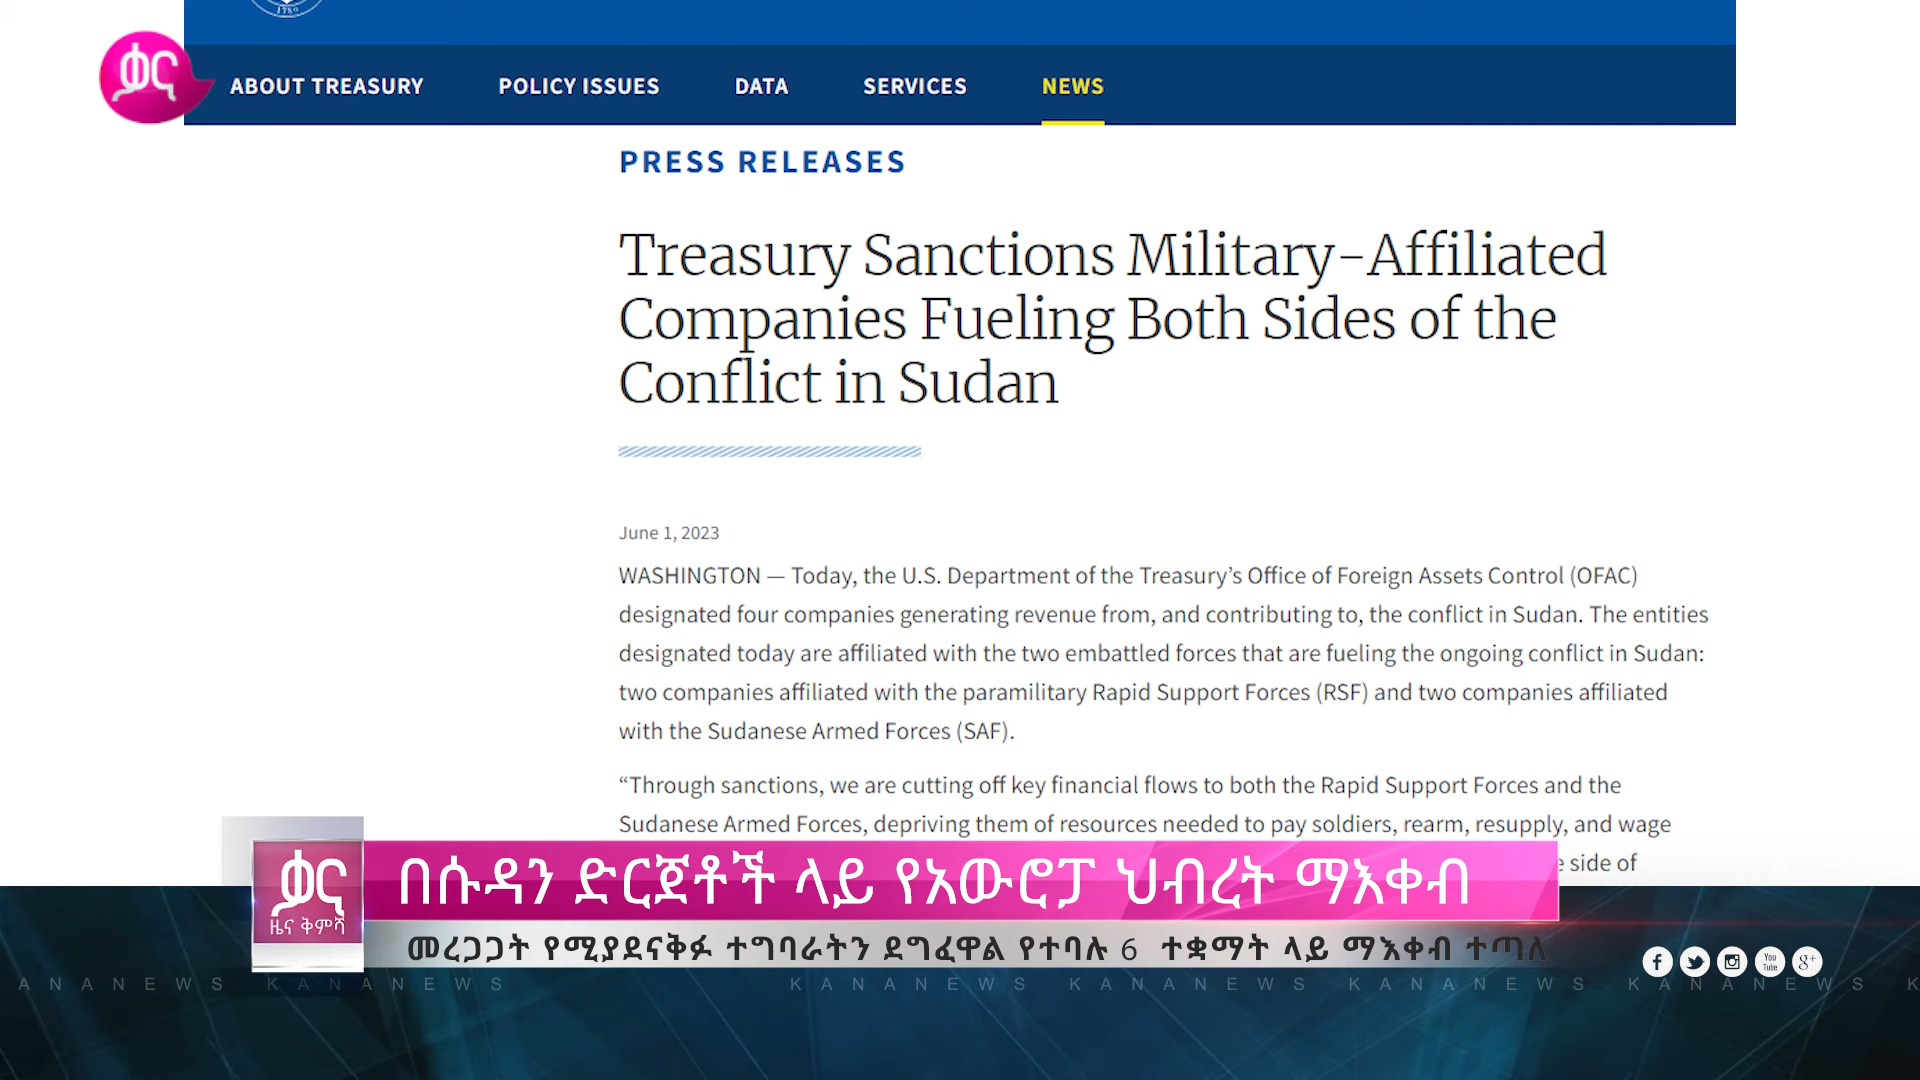 1789
ቃና
ABOUT TREASURY POLICY ISSUES DATA SERVICES NEWS
PRESS RELEASES
Treasury Sanctions Military-Affiliated
Companies Fueling Both Sides of the
Conflict in Sudan
June 1, 2023
WASHINGTON — Today, the U.S. Department of the Treasury’s Office of Foreign Assets Control (OFAC)
designated four companies generating revenue from, and contributing to, the conflict in Sudan. The entities
designated today are affiliated with the two embattled forces that are fueling the ongoing conflict in Sudan:
two companies affiliated with the paramilitary Rapid Support Forces (RSF) and two companies affiliated
with the Sudanese Armed Forces (SAF).
“Through sanctions, we are cutting off key financial flows to both the Rapid Support Forces and the
Sudanese Armed Forces, depriving them of resources needed to pay soldiers, rearm, resupply, and wage
side of
ቃና
ዜና ቅምሻ
በሱዳን ድርጀቶች ላይ የአውሮፓ ህብረት ማእቀብ
መረጋጋት የሚያደናቅፉ ተግባራትን ደግፈዋል የተባሉ 6 ተቋማት ላይ ማእቀብ ተጣለ
You Tube
g+
ANANEWS KANANEWS KANANEWS KANANEWS KANANEWS KANANEWS K